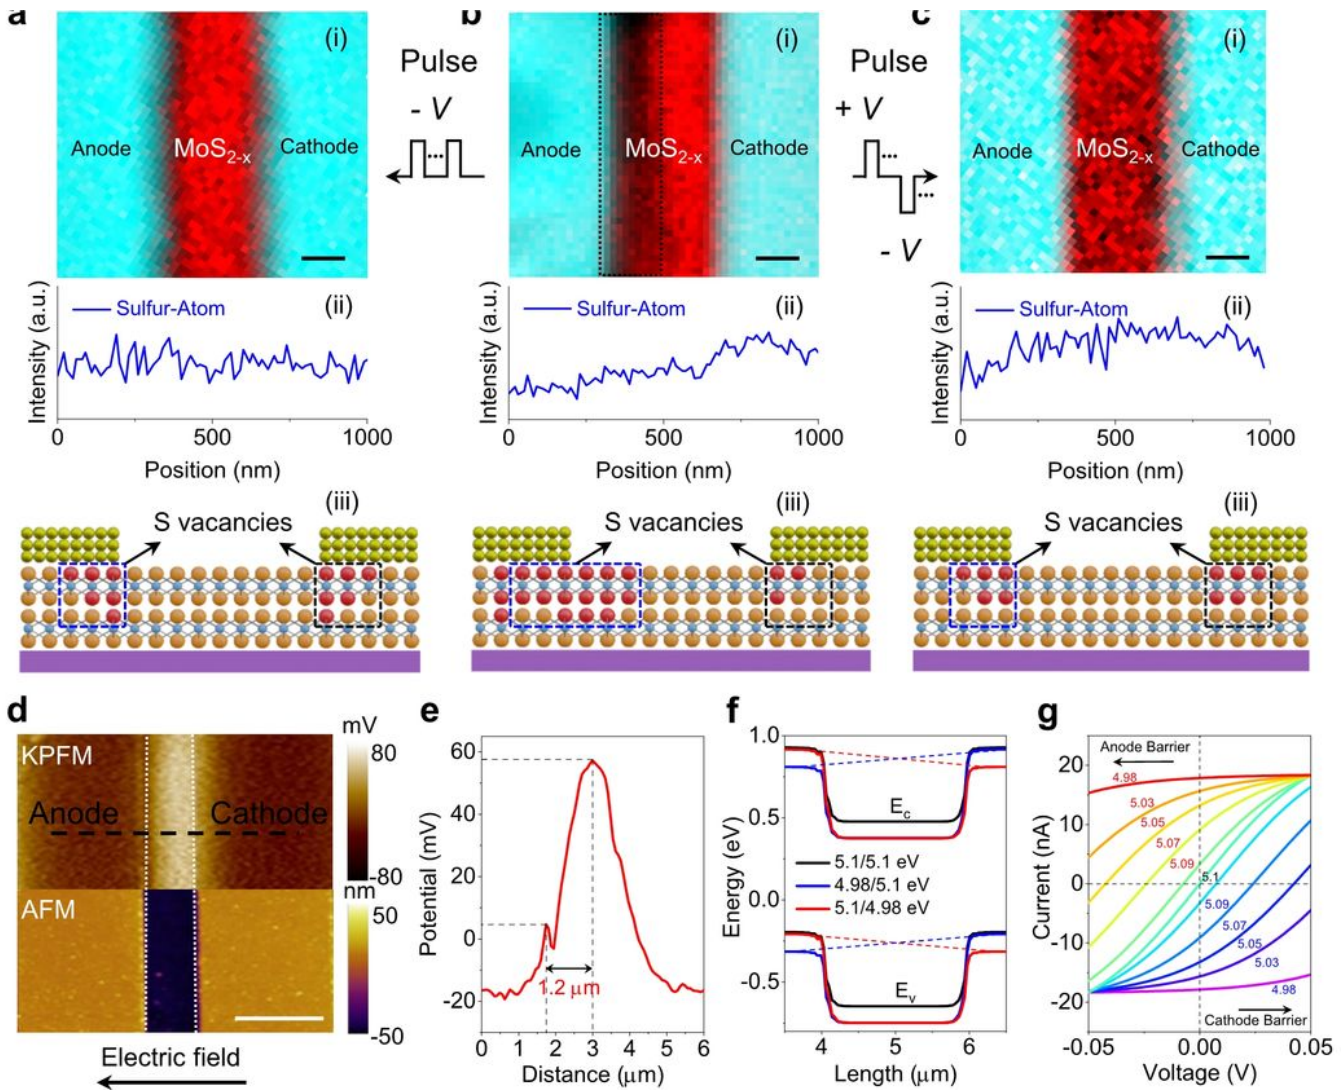 a
(i)
Anode
MoS2-x
Cathode
Pulse
- V
b
(i)
Anode
MoS2-x
Cathode
Pulse
+ V
- V
c
(i)
Anode
MoS2-x
Cathode
Intensity (a.u.)
Sulfur-Atom
(ii)
0
500
1000
Position (nm)
Intensity (a.u.)
Sulfur-Atom
(ii)
0
500
1000
Position (nm)
Intensity (a.u.)
Sulfur-Atom
(ii)
0
500
1000
Position (nm)
(iii)
S vacancies
(iii)
S vacancies
(iii)
S vacancies
d
mV
KPFM
80
Anode
Cathode
-80
nm
AFM
50
-50
Electric field
e
Potential (mV)
60
40
20
0
-20
1.2 μm
0 1 2 3 4 5 6
Distance (μm)
f
Energy (eV)
1.0
0.5
0.0
-0.5
Ec
5.1/5.1 eV
4.98/5.1 eV
5.1/4.98 eV
Ev
4 5 6
Length (μm)
g
Current (nA)
20
10
0
-10
-20
Anode Barrier
4.98
5.03
5.05
5.07
5.09
5.1
5.09
5.07
5.05
5.03
4.98
Cathode Barrier
-0.05 0.00 0.05
Voltage (V)